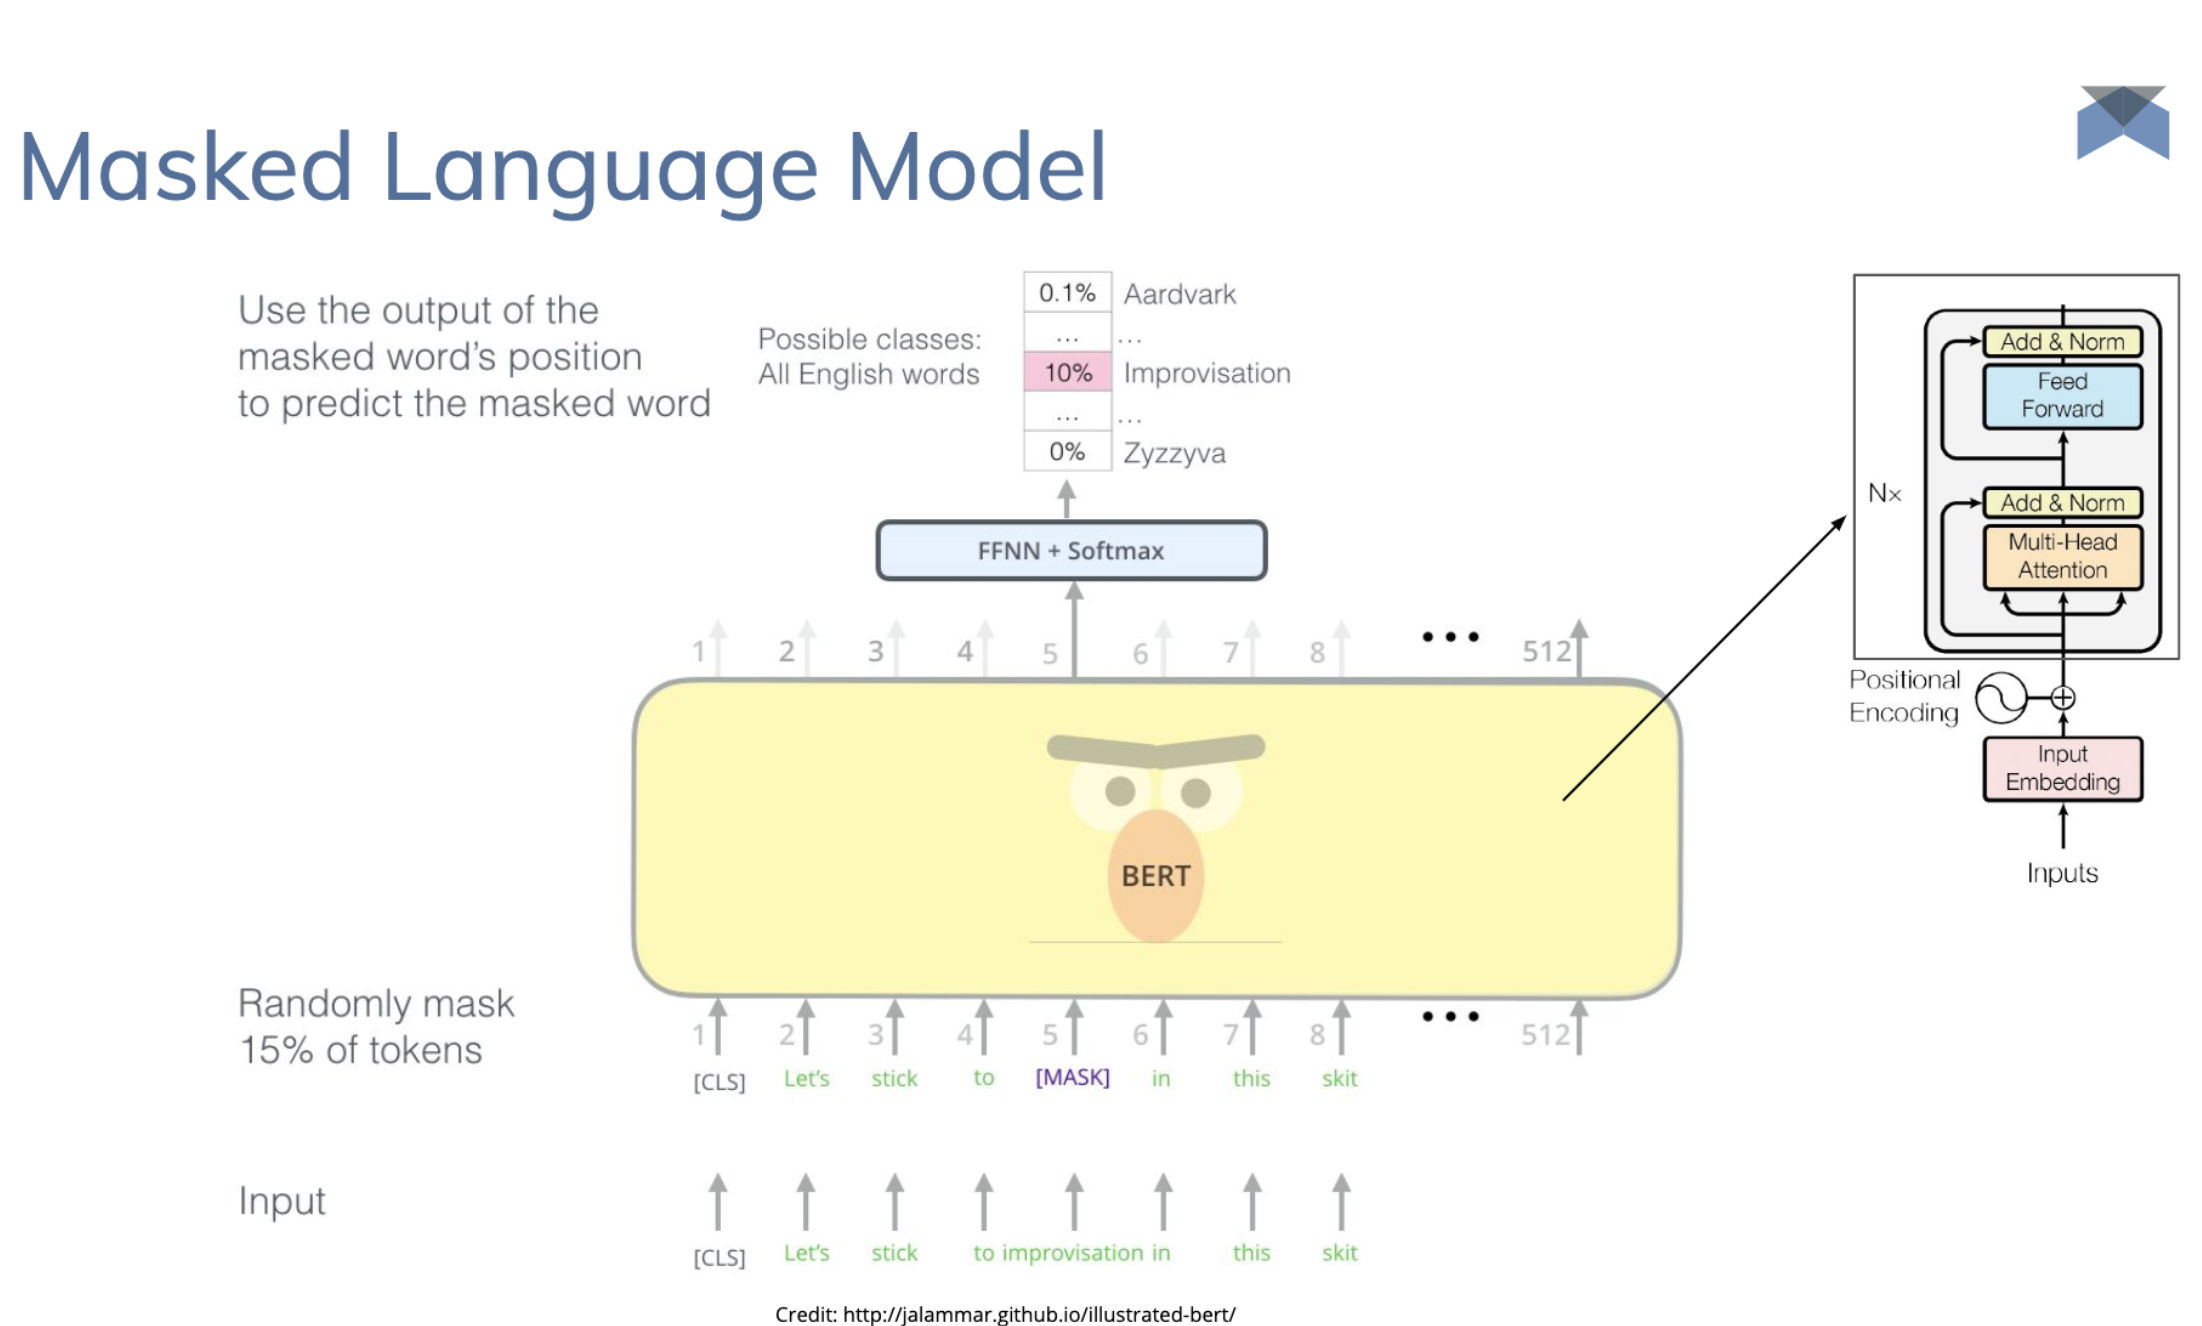 Masked Language Model
Use the output of the
masked word's position
to predict the masked word
Possible classes:
All English words
0.1% Aardvark
... ...
10% Improvisation
... ...
0% Zyzzyva
FFNN + Softmax
1 2 3 4 5 6 7 8 ••• 512
BERT
Randomly mask
15% of tokens
1 2 3 4 5 6 7 8 ••• 512
[CLS] Let's stick to [MASK] in this skit
Input
[CLS] Let's stick to improvisation in this skit
Credit: http://jalammar.github.io/illustrated-bert/
Add & Norm
Feed
Forward
N×
Add & Norm
Multi-Head
Attention
Positional
Encoding
Input
Embedding
Inputs